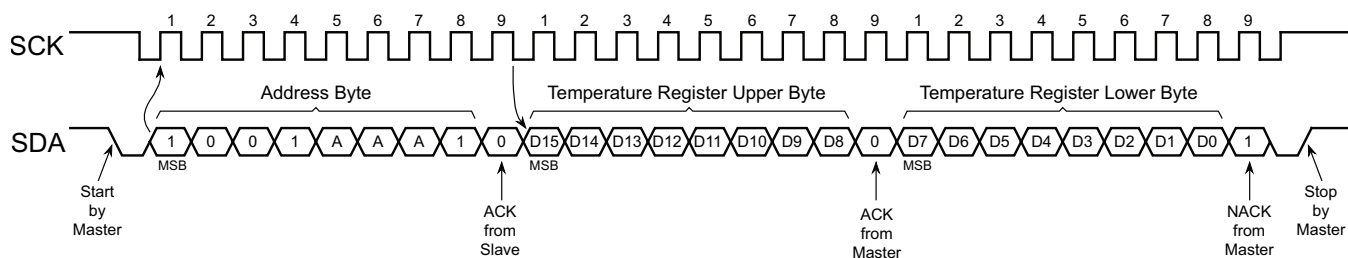 1 2 3 4 5 6 7 8 9 1 2 3 4 5 6 7 8 9 1 2 3 4 5 6 7 8 9
SCK
Address Byte Temperature Register Upper Byte Temperature Register Lower Byte
SDA 1 0 0 1 A A A 1 0 D15 D14 D13 D12 D11 D10 D9 D8 0 D7 D6 D5 D4 D3 D2 D1 D0 1
MSB MSB MSB
Start
by
Master
ACK
from
Slave
ACK
from
Master
NACK
from
Master
Stop
by
Master